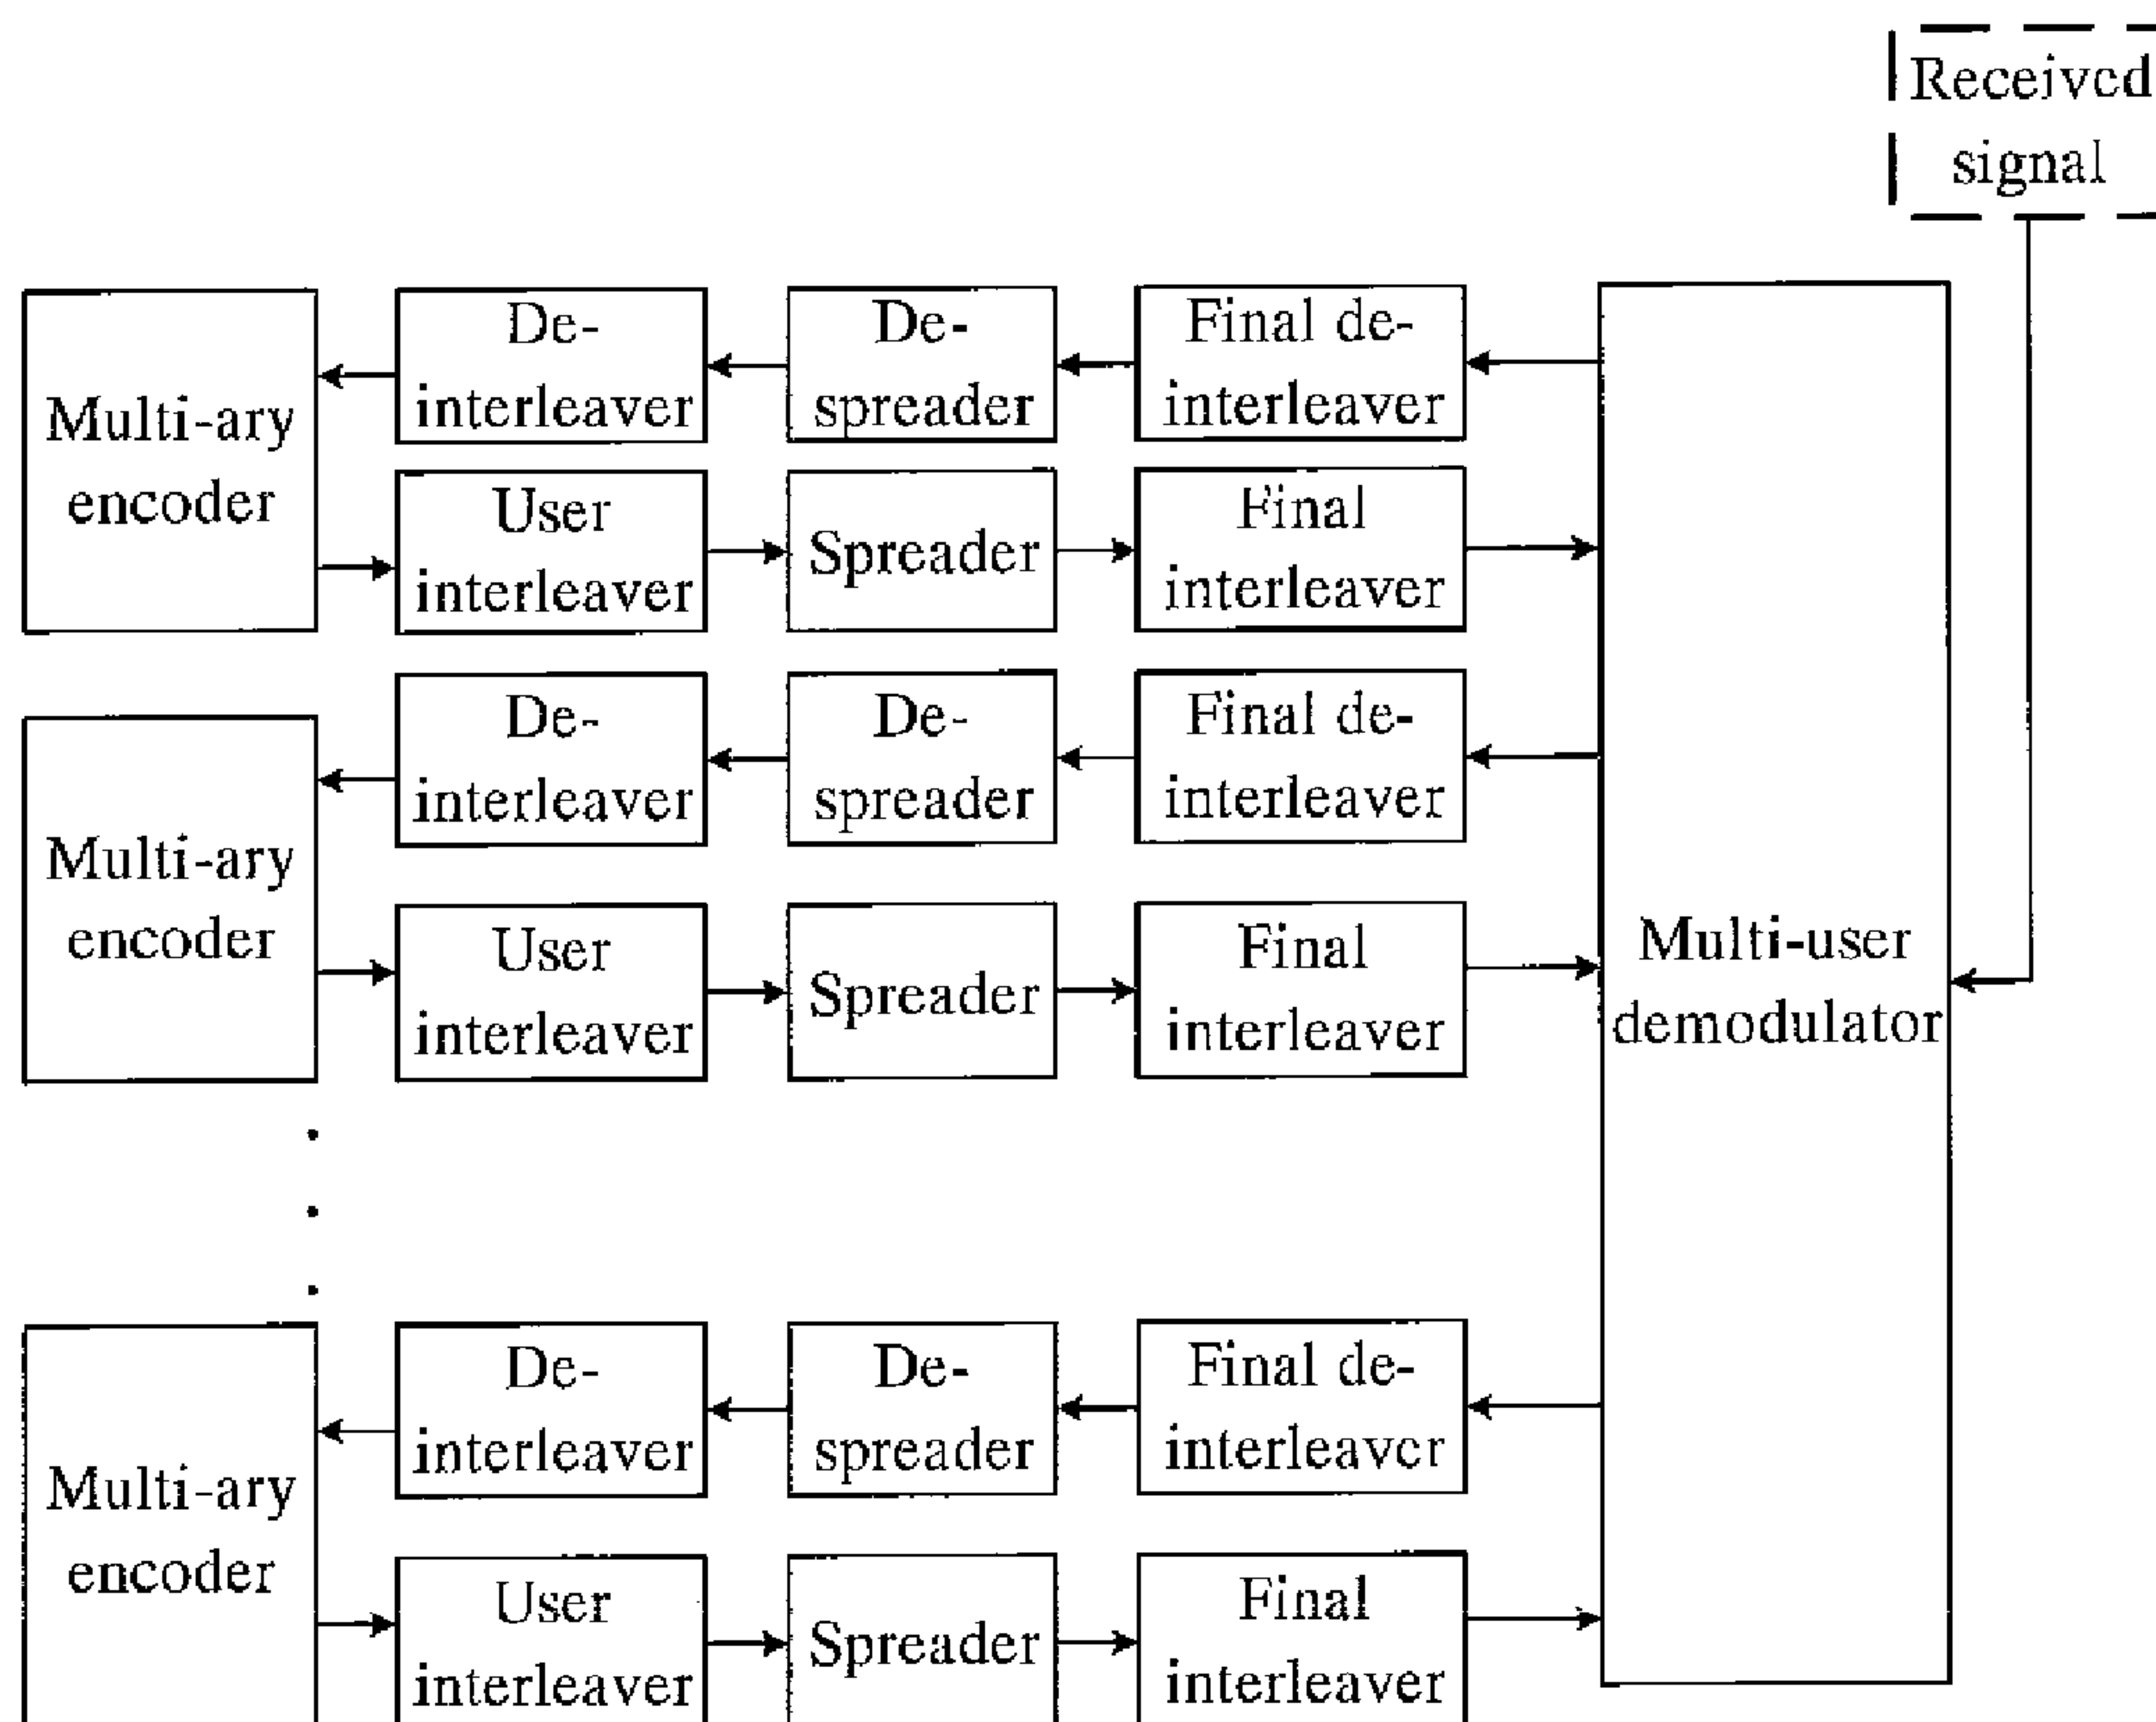 Received
signal
Multi-ary
encoder
De-
interleaver
De-
spreader
Final de-
interleaver
User
interleaver
Spreader
Final
interleaver
Multi-ary
encoder
De-
interleaver
De-
spreader
Final de-
interleaver
User
interleaver
Spreader
Final
interleaver
Multi-user
demodulator
Multi-ary
encoder
De-
interleaver
De-
spreader
Final de-
interleaver
User
interleaver
Spreader
Final
interleaver